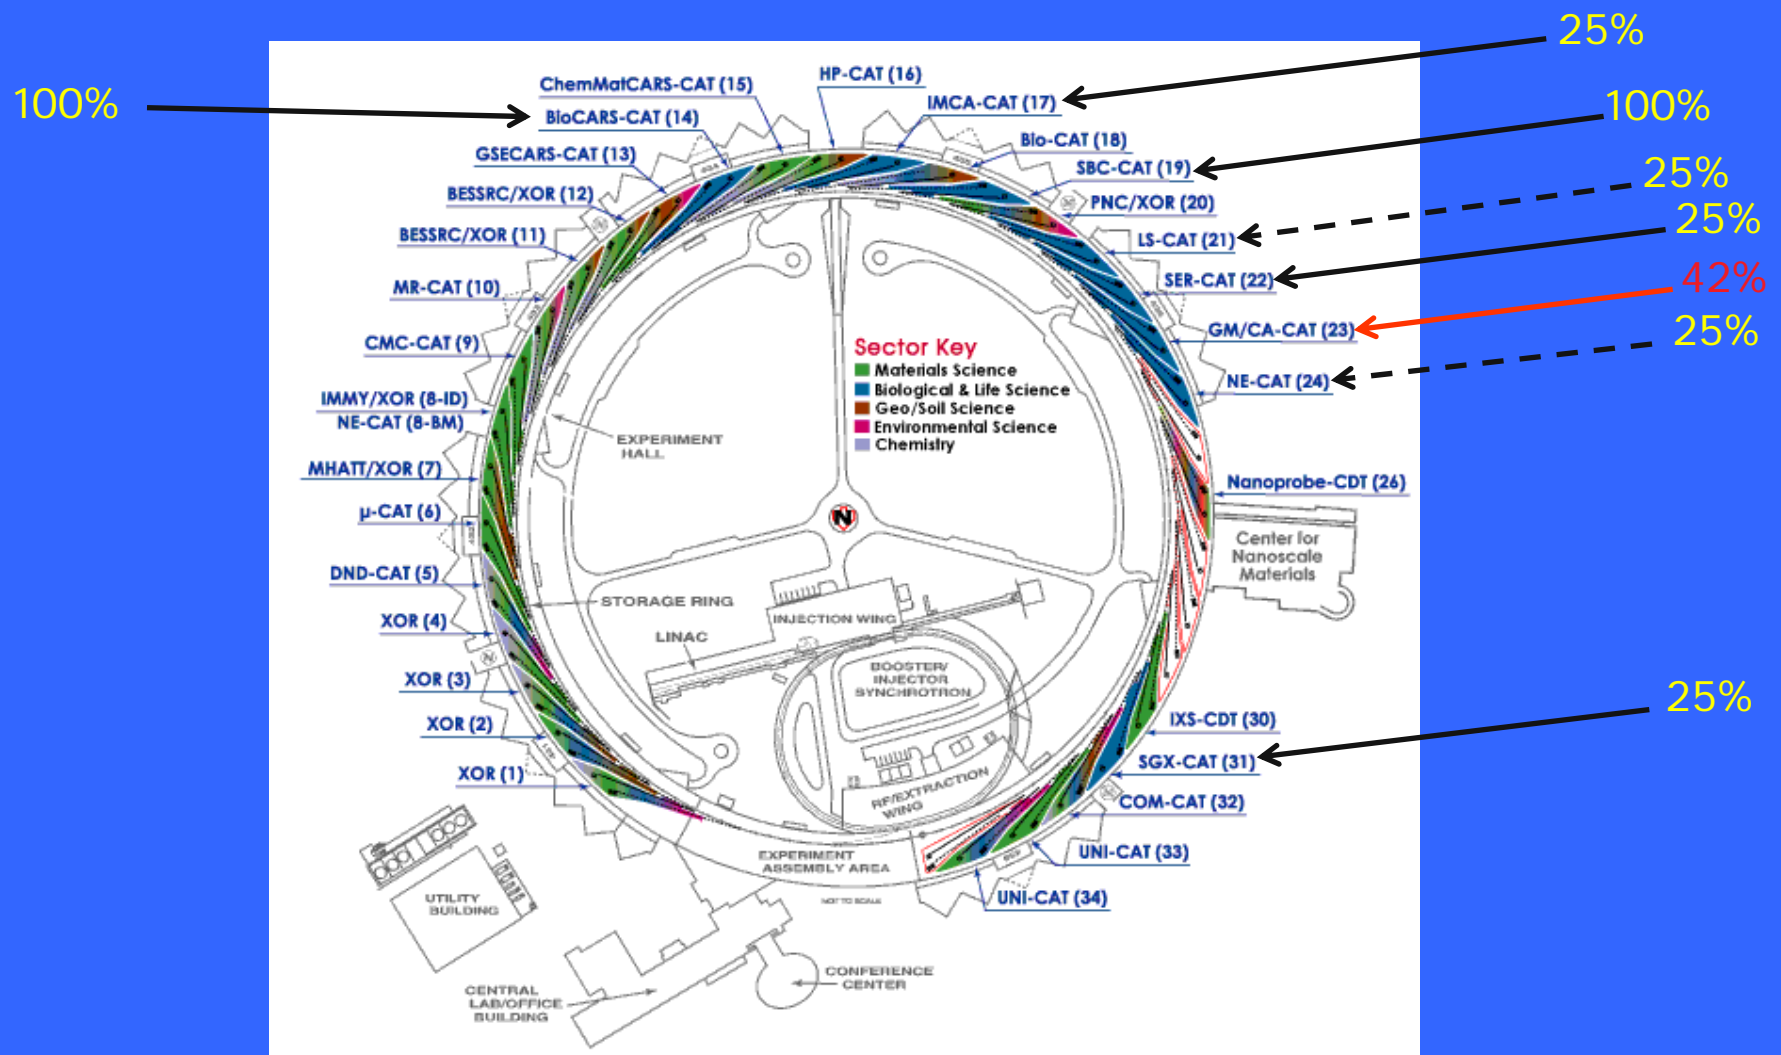 25%
100%
100%
25%
25%
42%
25%
25%
HP-CAT (16)
ChemMatCARS-CAT (15)
IMCA-CAT (17)
BioCARS-CAT (14)
Bio-CAT (18)
GSECARS-CAT (13)
SBC-CAT (19)
BESSRC/XOR (12)
PNC/XOR (20)
BESSRC/XOR (11)
LS-CAT (21)
MR-CAT (10)
SER-CAT (22)
CMC-CAT (9)
GM/CA-CAT (23)
IMMY/XOR (8-ID)
NE-CAT (8-BM)
NE-CAT (24)
Sector Key
Materials Science
Biological & Life Science
Geo/Soil Science
Environmental Science
Chemistry
EXPERIMENT
HALL
MHATT/XOR (7)
Nanoprobe-CDT (26)
µ-CAT (6)
N
Center for
Nanoscale
Materials
DND-CAT (5)
STORAGE RING
INJECTION WING
XOR (4)
LINAC
BOOSTER/
INJECTOR
SYNCHROTRON
XOR (3)
XOR (2)
IXS-CDT (30)
XOR (1)
SGX-CAT (31)
RF/EXTRACTION
WING
COM-CAT (32)
EXPERIMENT
ASSEMBLY AREA
UNI-CAT (33)
UNI-CAT (34)
NOT TO SCALE
UTILITY
BUILDING
CONFERENCE
CENTER
CENTRAL
LAB/OFFICE
BUILDING